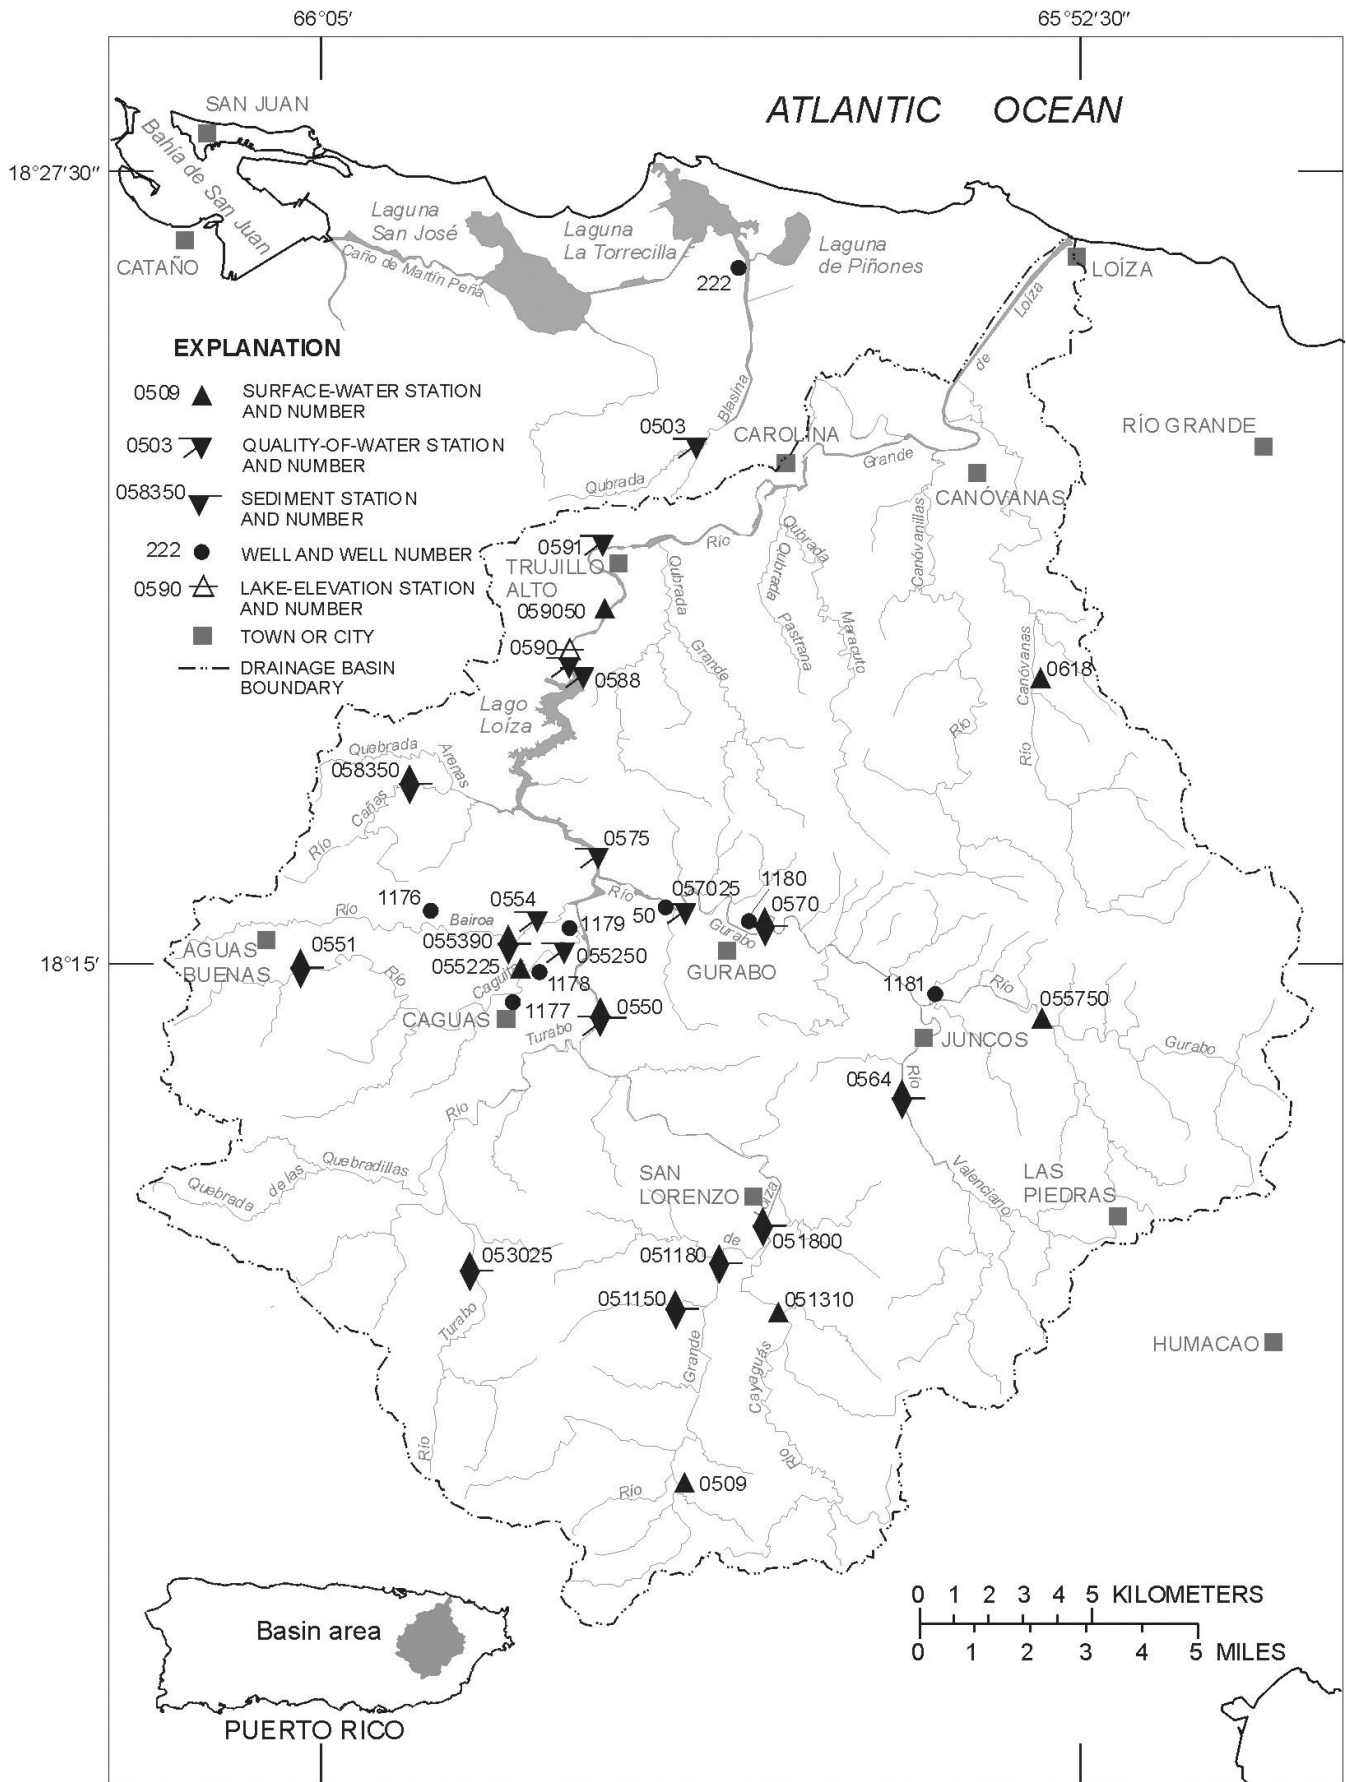 66°05'
65°52'30"
ATLANTIC OCEAN
SAN JUAN
Bahía de San Juan
18°27'30"
CATAÑO
Laguna
San José
Caño de Martín Peña
Laguna
La Torrecilla
Laguna
de Piñones
222
LOÍZA
Loíza
de
EXPLANATION
0509 SURFACE-WATER STATION
AND NUMBER
0503 QUALITY-OF-WATER STATION
AND NUMBER
058350 SEDIMENT STATION
AND NUMBER
222 WELL AND WELL NUMBER
0590 LAKE-ELEVATION STATION
AND NUMBER
TOWN OR CITY
DRAINAGE BASIN
BOUNDARY
Blasina
0503
Qubrada
CAROLINA
Grande
RÍO GRANDE
CANÓVANAS
0591
TRUJILLO
ALTO
Río
Qubrada
Grande
Qubrada
Pastrana
Qubrada
Maracuto
Canóvanillas
Río
Canóvanas
Río
059050
0590
0588
0618
Lago
Loíza
Quebrada
Arenas
058350
Cañas
Río
0575
Río
057025
1180
0570
50
Gurabo
GURABO
1176
0554
Río
Bairoa
1179
AGUAS
BUENAS
0551
Río
055390
055225
055250
Caguitas
1178
18°15'
1177
CAGUAS
0550
Turabo
1181
Río
055750
JUNCOS
Gurabo
0564
Río
Valenciano
Río
Quebrada de las Quebradillas
SAN
LORENZO
LAS
PIEDRAS
oíza
051800
de
051180
053025
051150
051310
Turabo
Grande
Cayaguás
HUMACAO
Río
Río
Río
0509
0 1 2 3 4 5 KILOMETERS
0 1 2 3 4 5 MILES
Basin area
PUERTO RICO